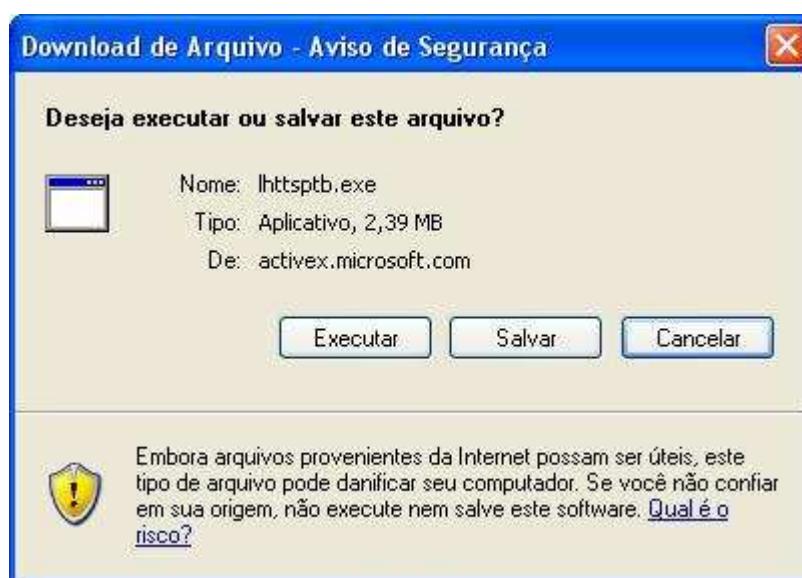 Download de Arquivo - Aviso de Segurança
Deseja executar ou salvar este arquivo?
Nome: lhttsptb.exe
Tipo: Aplicativo, 2,39 MB
De: activex.microsoft.com
Executar Salvar Cancelar
Embora arquivos provenientes da Internet possam ser úteis, este
tipo de arquivo pode danificar seu computador. Se você não confiar
em sua origem, não execute nem salve este software. Qual é o
risco?